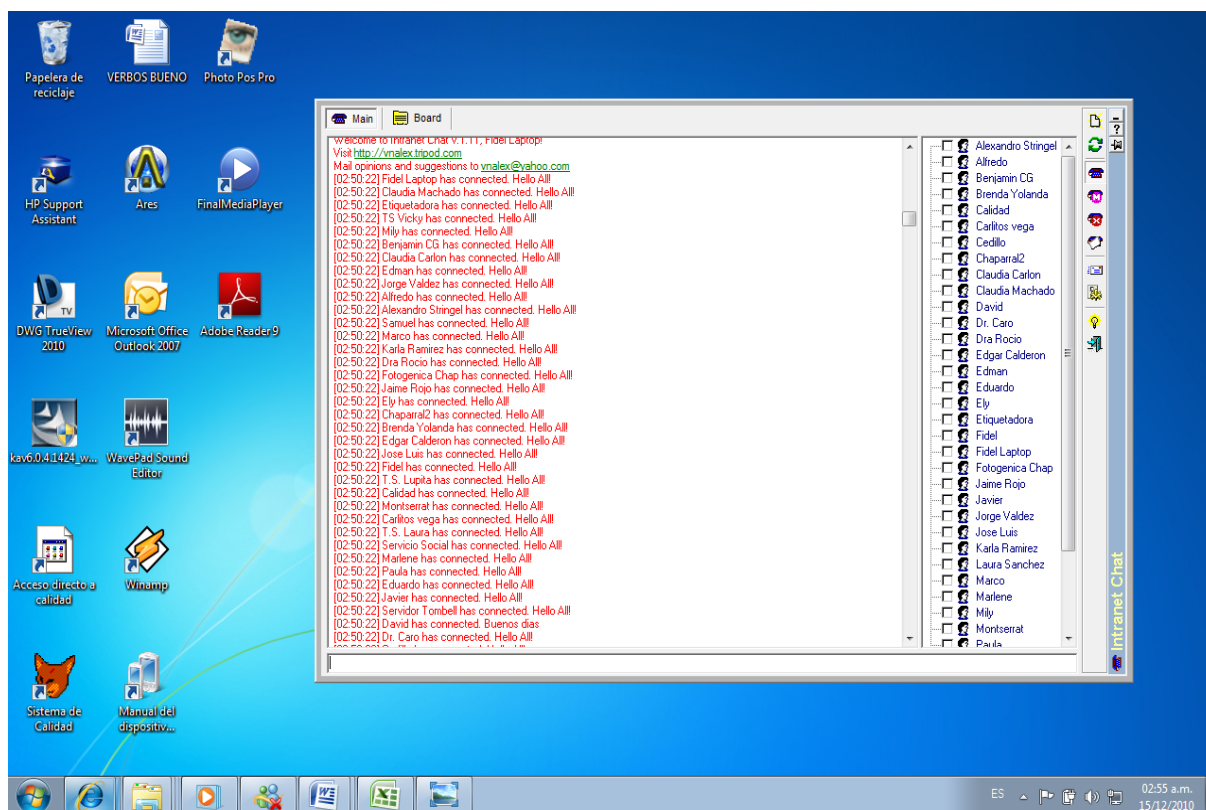 Papelera de
reciclaje
VERBOS BUENO
Photo Pos Pro
HP Support
Assistant
Ares
FinalMediaPlayer
DWG TrueView
2010
Microsoft Office
Outlook 2007
Adobe Reader 9
kav6.0.4.1424_w...
WavePad Sound
Editor
Acceso directo a
calidad
Winamp
Sistema de
Calidad
Manual del
dispositiv...
Main
Board
Welcome to Intranet Chat v.1.11, Fidel Laptop!
Visit http://vnalex.tripod.com
Mail opinions and suggestions to vnalex@yahoo.com
[02:50:22] Fidel Laptop has connected. Hello All!
[02:50:22] Claudia Machado has connected. Hello All!
[02:50:22] Etiquetadora has connected. Hello All!
[02:50:22] TS Vicky has connected. Hello All!
[02:50:22] Mily has connected. Hello All!
[02:50:22] Benjamin CG has connected. Hello All!
[02:50:22] Claudia Carlon has connected. Hello All!
[02:50:22] Edman has connected. Hello All!
[02:50:22] Jorge Valdez has connected. Hello All!
[02:50:22] Alfredo has connected. Hello All!
[02:50:22] Alexandro Stringel has connected. Hello All!
[02:50:22] Samuel has connected. Hello All!
[02:50:22] Marco has connected. Hello All!
[02:50:22] Karla Ramirez has connected. Hello All!
[02:50:22] Dra Rocio has connected. Hello All!
[02:50:22] Fotogenica Chap has connected. Hello All!
[02:50:22] Jaime Rojo has connected. Hello All!
[02:50:22] Ely has connected. Hello All!
[02:50:22] Chaparral2 has connected. Hello All!
[02:50:22] Brenda Yolanda has connected. Hello All!
[02:50:22] Edgar Calderon has connected. Hello All!
[02:50:22] Jose Luis has connected. Hello All!
[02:50:22] Fidel has connected. Hello All!
[02:50:22] T.S. Lupita has connected. Hello All!
[02:50:22] Calidad has connected. Hello All!
[02:50:22] Montserrat has connected. Hello All!
[02:50:22] Carlitos vega has connected. Hello All!
[02:50:22] T.S. Laura has connected. Hello All!
[02:50:22] Servicio Social has connected. Hello All!
[02:50:22] Marlene has connected. Hello All!
[02:50:22] Paula has connected. Hello All!
[02:50:22] Eduardo has connected. Hello All!
[02:50:22] Javier has connected. Hello All!
[02:50:22] Servidor Tombell has connected. Hello All!
[02:50:22] David has connected. Buenos dias
[02:50:22] Dr. Caro has connected. Hello All!
Alexandro Stringel
Alfredo
Benjamin CG
Brenda Yolanda
Calidad
Carlitos vega
Cedillo
Chaparral2
Claudia Carlon
Claudia Machado
David
Dr. Caro
Dra Rocio
Edgar Calderon
Edman
Eduardo
Ely
Etiquetadora
Fidel
Fidel Laptop
Fotogenica Chap
Jaime Rojo
Javier
Jorge Valdez
Jose Luis
Karla Ramirez
Laura Sanchez
Marco
Marlene
Mily
Montserrat
Paula
Intranet Chat
ES
02:55 a.m.
15/12/2010